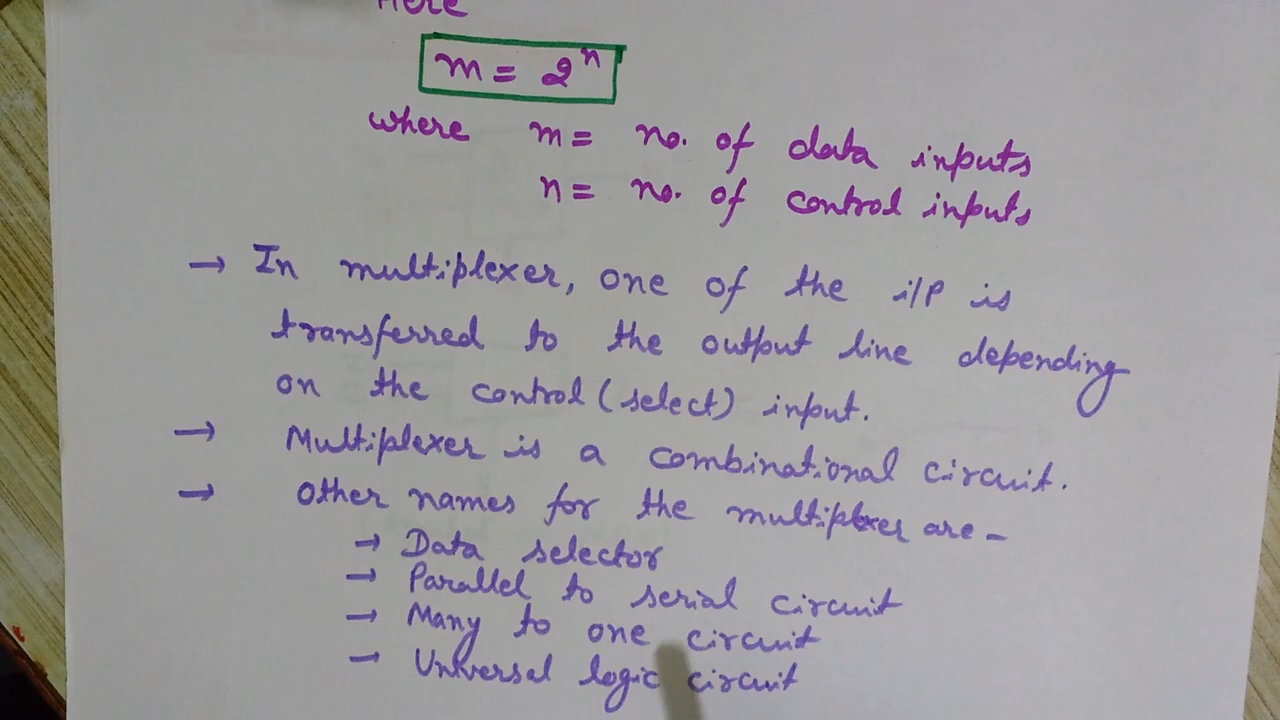 Here
m = 2ⁿ
where m = no. of data inputs
n = no. of control inputs
→ In multiplexer, one of the i/p is
transferred to the output line depending
on the control (select) input.
→ Multiplexer is a combinational circuit.
→ Other names for the multiplexer are -
→ Data selector
→ Parallel to serial circuit
→ Many to one circuit
→ Universal logic circuit